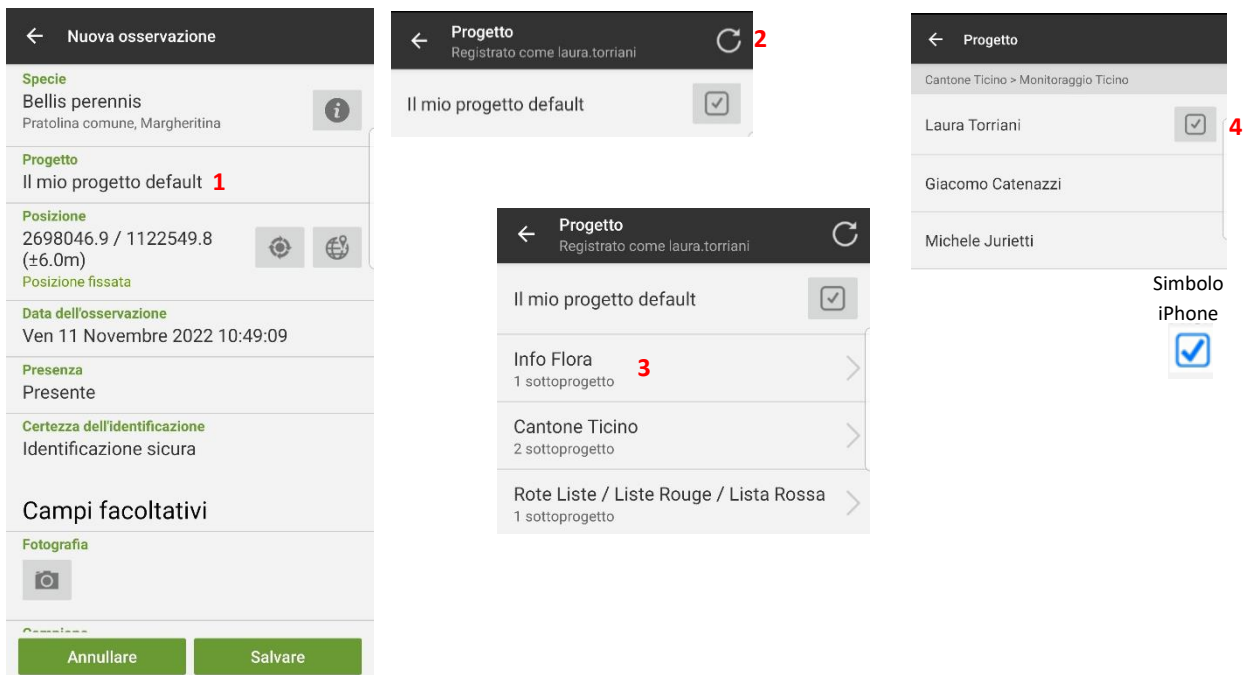 Nuova osservazione
Specie
Bellis perennis
Pratolina comune, Margheritina
Progetto
Il mio progetto default 1
Posizione
2698046.9 / 1122549.8
(±6.0m)
Posizione fissata
Data dell'osservazione
Ven 11 Novembre 2022 10:49:09
Presenza
Presente
Certezza dell'identificazione
Identificazione sicura
Campi facoltativi
Fotografia
Annullare
Salvare
Progetto
Registrato come laura.torriani
2
Il mio progetto default
Progetto
Registrato come laura.torriani
Il mio progetto default
Info Flora
3
1 sottoprogetto
Cantone Ticino
2 sottoprogetto
Rote Liste / Liste Rouge / Lista Rossa
1 sottoprogetto
Progetto
Cantone Ticino > Monitoraggio Ticino
Laura Torriani
4
Giacomo Catenazzi
Michele Jurietti
Simbolo
iPhone